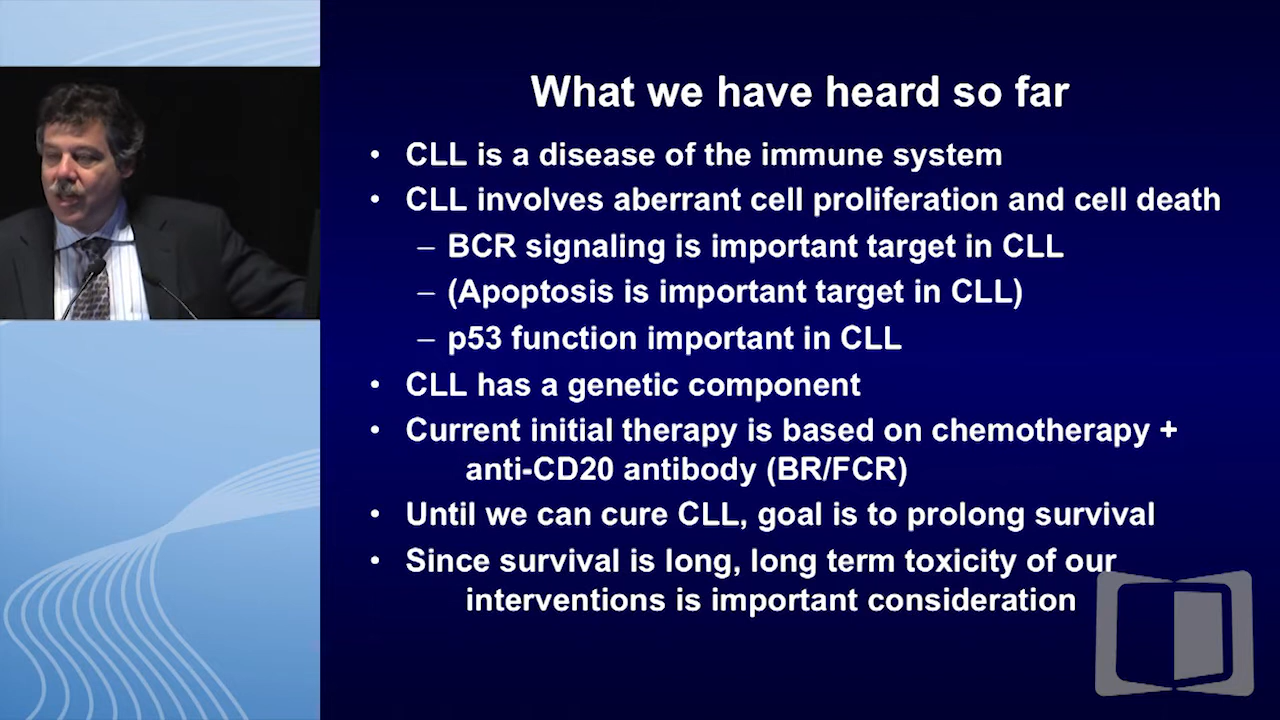 What we have heard so far
• CLL is a disease of the immune system
• CLL involves aberrant cell proliferation and cell death
– BCR signaling is important target in CLL
– (Apoptosis is important target in CLL)
– p53 function important in CLL
• CLL has a genetic component
• Current initial therapy is based on chemotherapy +
anti-CD20 antibody (BR/FCR)
• Until we can cure CLL, goal is to prolong survival
• Since survival is long, long term toxicity of our
interventions is important consideration